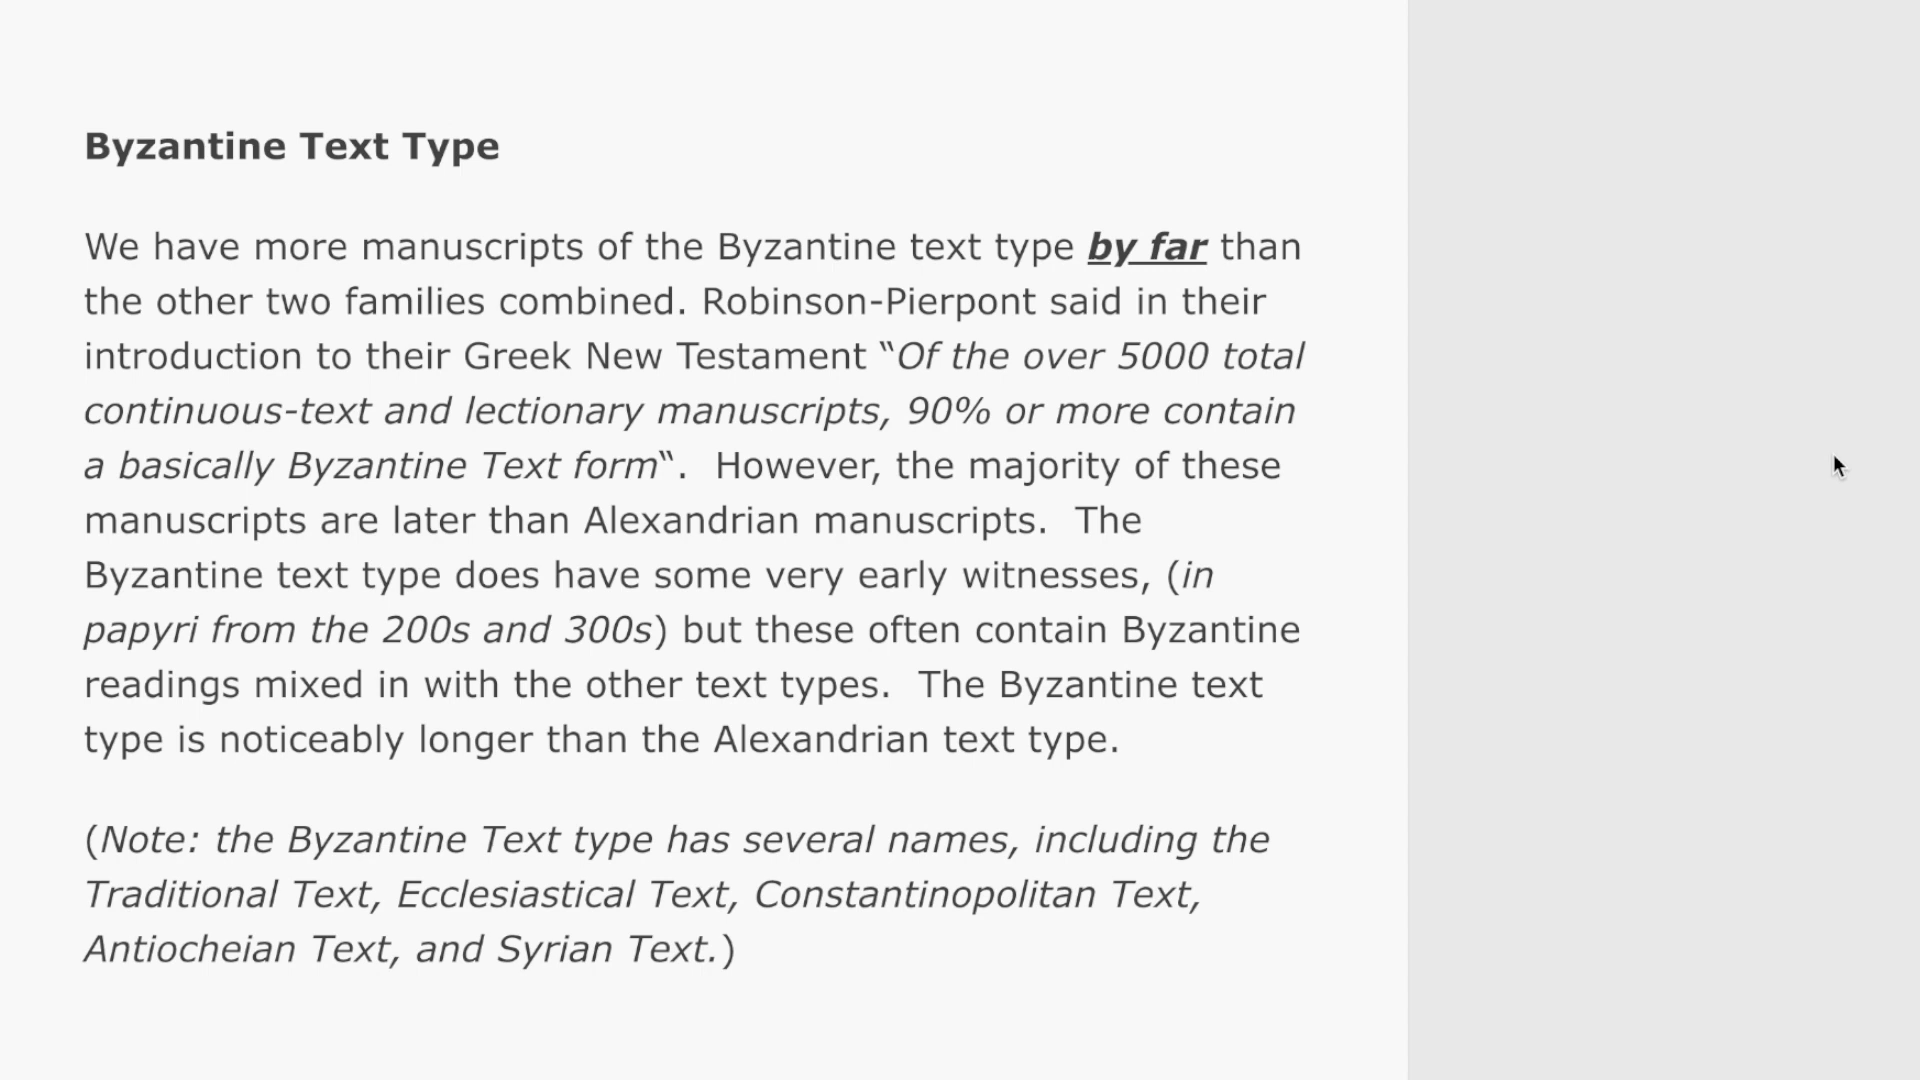 Byzantine Text Type
We have more manuscripts of the Byzantine text type by far than
the other two families combined. Robinson-Pierpont said in their
introduction to their Greek New Testament “Of the over 5000 total
continuous-text and lectionary manuscripts, 90% or more contain
a basically Byzantine Text form“.  However, the majority of these
manuscripts are later than Alexandrian manuscripts.  The
Byzantine text type does have some very early witnesses, (in
papyri from the 200s and 300s) but these often contain Byzantine
readings mixed in with the other text types.  The Byzantine text
type is noticeably longer than the Alexandrian text type.
(Note: the Byzantine Text type has several names, including the
Traditional Text, Ecclesiastical Text, Constantinopolitan Text,
Antiocheian Text, and Syrian Text.)